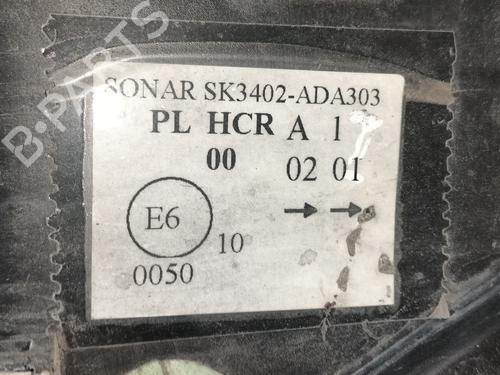 B-PARTS
SONAR SK3402-ADA303
PL HCR A 1
00 02 01
→ →
E6
10
0050